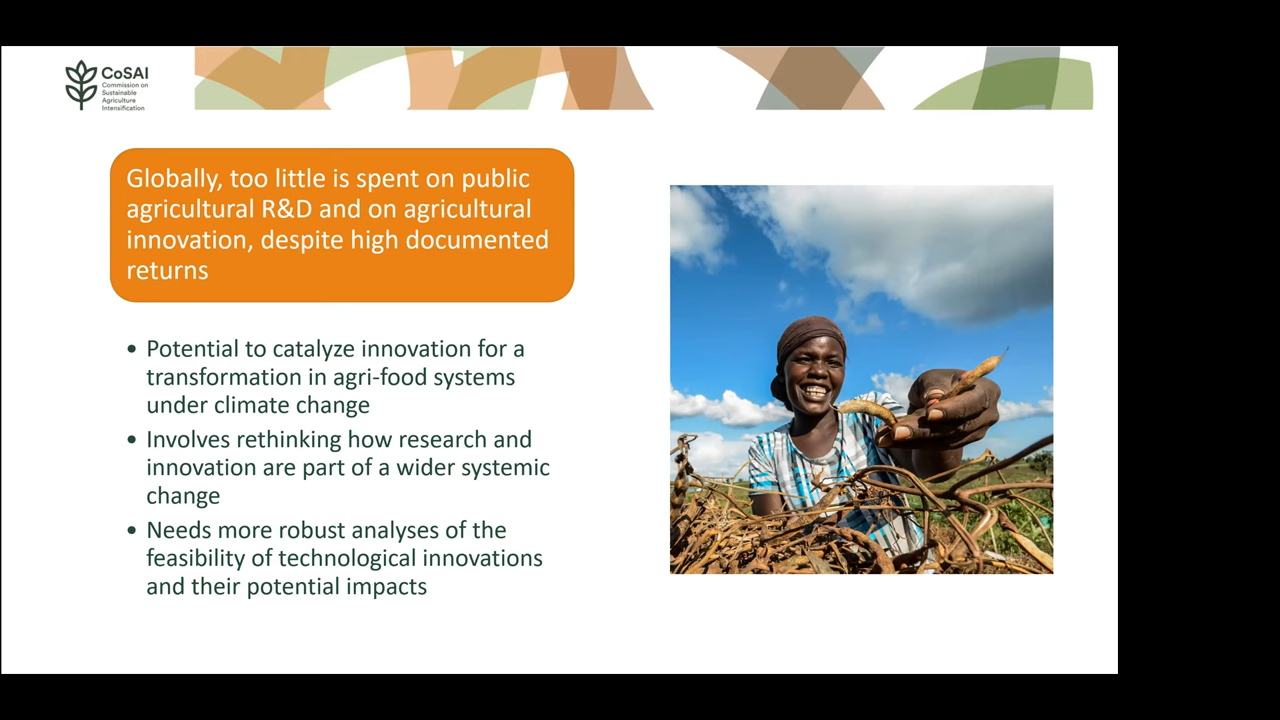 CoSAI
Commission on
Sustainable
Agriculture
Intensification
Globally, too little is spent on public
agricultural R&D and on agricultural
innovation, despite high documented
returns
• Potential to catalyze innovation for a
transformation in agri-food systems
under climate change
• Involves rethinking how research and
innovation are part of a wider systemic
change
• Needs more robust analyses of the
feasibility of technological innovations
and their potential impacts